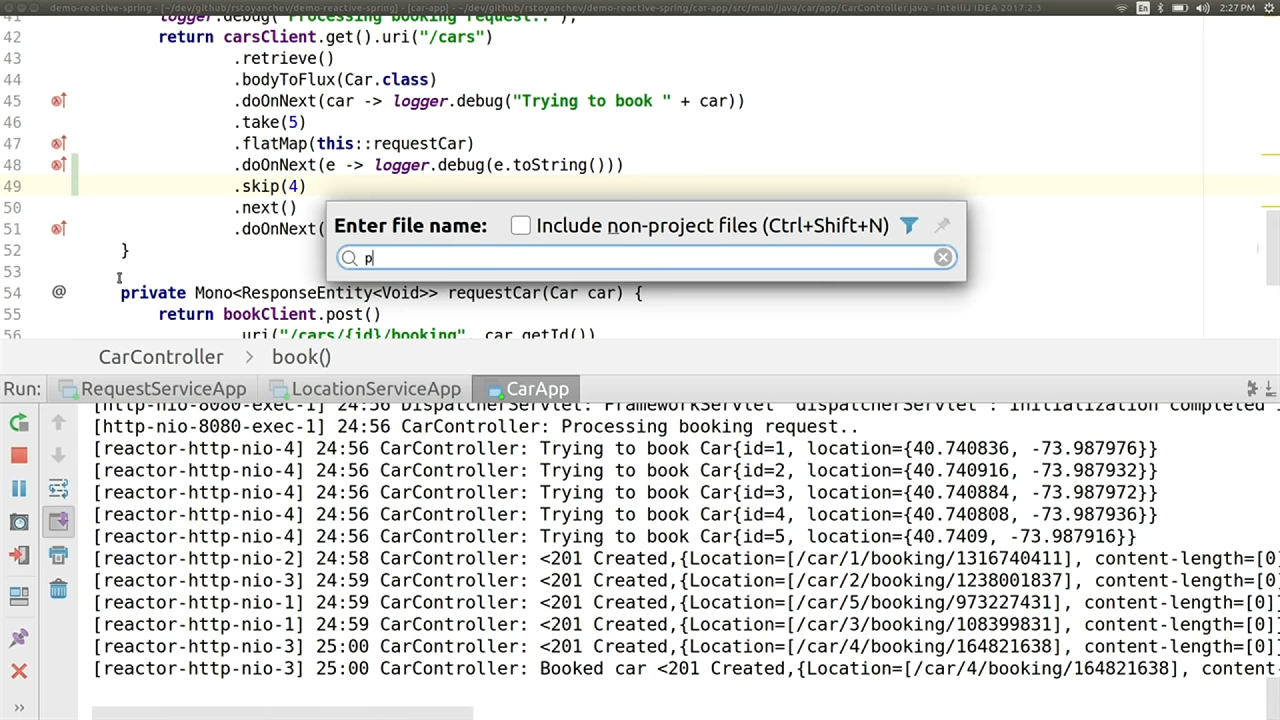 demo-reactive-spring - [~/dev/github/rstoyanchev/demo-reactive-spring] - [car-app] - ~/dev/github/rstoyanchev/demo-reactive-spring/car-app/src/main/java/car/app/CarController.java - IntelliJ IDEA 2017.2.3 En 2:27 PM
41 logger.debug("Processing booking request..");
42 return carsClient.get().uri("/cars")
43 .retrieve()
44 .bodyToFlux(Car.class)
45 .doOnNext(car -> logger.debug("Trying to book " + car))
46 .take(5)
47 .flatMap(this::requestCar)
48 .doOnNext(e -> logger.debug(e.toString()))
49 .skip(4)
50 .next()
51 .doOnNext(
52 }
53
54 @ private Mono<ResponseEntity<Void>> requestCar(Car car) {
55 return bookClient.post()
56 .uri("/cars/{id}/booking", car.getId())
Enter file name: Include non-project files (Ctrl+Shift+N)
p
CarController > book()
Run: RequestServiceApp LocationServiceApp CarApp
[http-nio-8080-exec-1] 24:56 DispatcherServlet: FrameworkServlet 'dispatcherServlet': initialization completed
[http-nio-8080-exec-1] 24:56 CarController: Processing booking request..
[reactor-http-nio-4] 24:56 CarController: Trying to book Car{id=1, location={40.740836, -73.987976}}
[reactor-http-nio-4] 24:56 CarController: Trying to book Car{id=2, location={40.740916, -73.987932}}
[reactor-http-nio-4] 24:56 CarController: Trying to book Car{id=3, location={40.740884, -73.987972}}
[reactor-http-nio-4] 24:56 CarController: Trying to book Car{id=4, location={40.740808, -73.987936}}
[reactor-http-nio-4] 24:56 CarController: Trying to book Car{id=5, location={40.7409, -73.987916}}
[reactor-http-nio-2] 24:58 CarController: <201 Created,{Location=[/car/1/booking/1316740411], content-length=[0]
[reactor-http-nio-3] 24:59 CarController: <201 Created,{Location=[/car/2/booking/1238001837], content-length=[0]
[reactor-http-nio-1] 24:59 CarController: <201 Created,{Location=[/car/5/booking/973227431], content-length=[0]}
[reactor-http-nio-1] 24:59 CarController: <201 Created,{Location=[/car/3/booking/108399831], content-length=[0]}
[reactor-http-nio-3] 25:00 CarController: <201 Created,{Location=[/car/4/booking/164821638], content-length=[0]}
[reactor-http-nio-3] 25:00 CarController: Booked car <201 Created,{Location=[/car/4/booking/164821638], content-